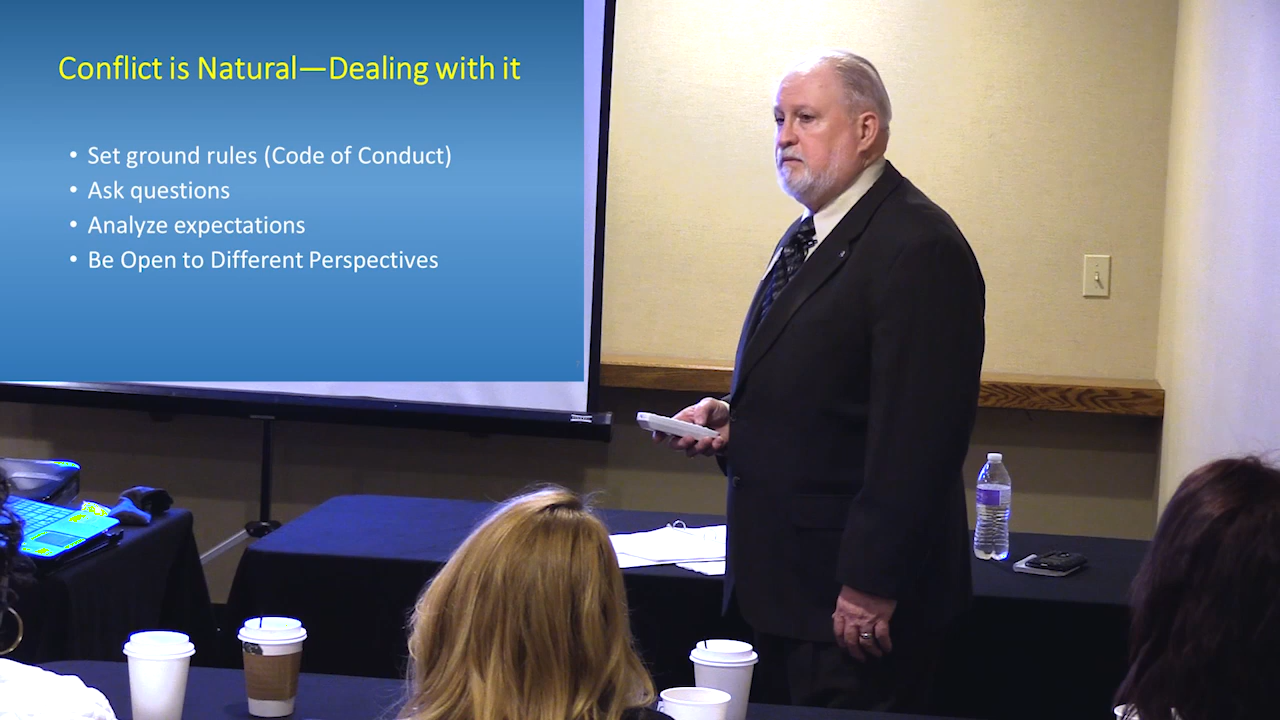 Conflict is Natural—Dealing with it
• Set ground rules (Code of Conduct)
• Ask questions
• Analyze expectations
• Be Open to Different Perspectives